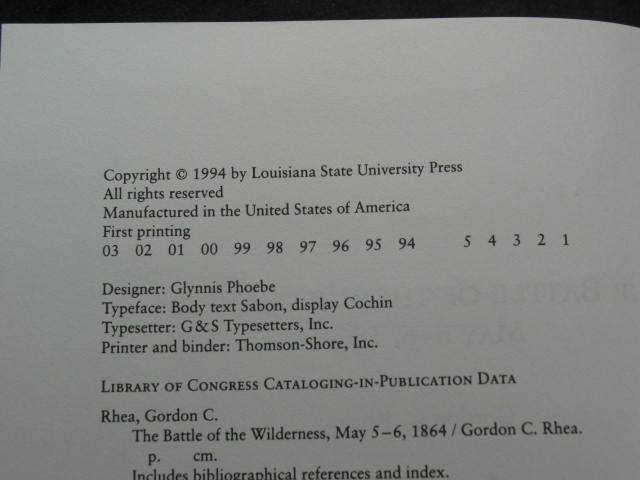 Copyright © 1994 by Louisiana State University Press
All rights reserved
Manufactured in the United States of America
First printing
03 02 01 00 99 98 97 96 95 94 5 4 3 2 1
Designer: Glynnis Phoebe
Typeface: Body text Sabon, display Cochin
Typesetter: G&S Typesetters, Inc.
Printer and binder: Thomson-Shore, Inc.
LIBRARY OF CONGRESS CATALOGING-IN-PUBLICATION DATA
Rhea, Gordon C.
The Battle of the Wilderness, May 5–6, 1864 / Gordon C. Rhea.
p. cm.
Includes bibliographical references and index.